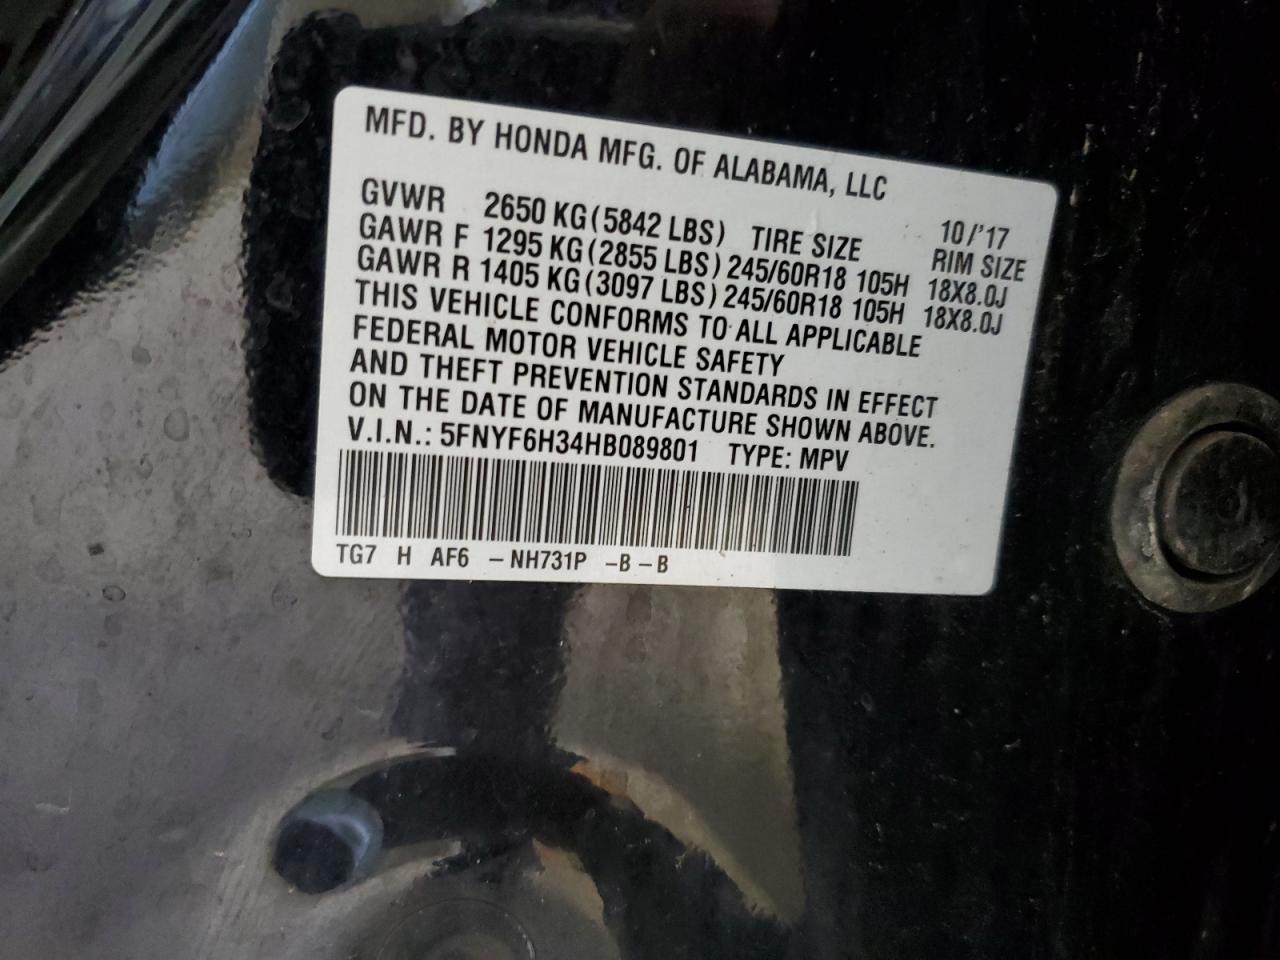 MFD. BY HONDA MFG. OF ALABAMA, LLC
10/'17
GVWR 2650 KG(5842 LBS) TIRE SIZE RIM SIZE
GAWR F 1295 KG(2855 LBS) 245/60R18 105H 18X8.0J
GAWR R 1405 KG(3097 LBS) 245/60R18 105H 18X8.0J
THIS VEHICLE CONFORMS TO ALL APPLICABLE
FEDERAL MOTOR VEHICLE SAFETY
AND THEFT PREVENTION STANDARDS IN EFFECT
ON THE DATE OF MANUFACTURE SHOWN ABOVE.
V.I.N.: 5FNYF6H34HB089801 TYPE: MPV
TG7 H AF6 – NH731P –B – B